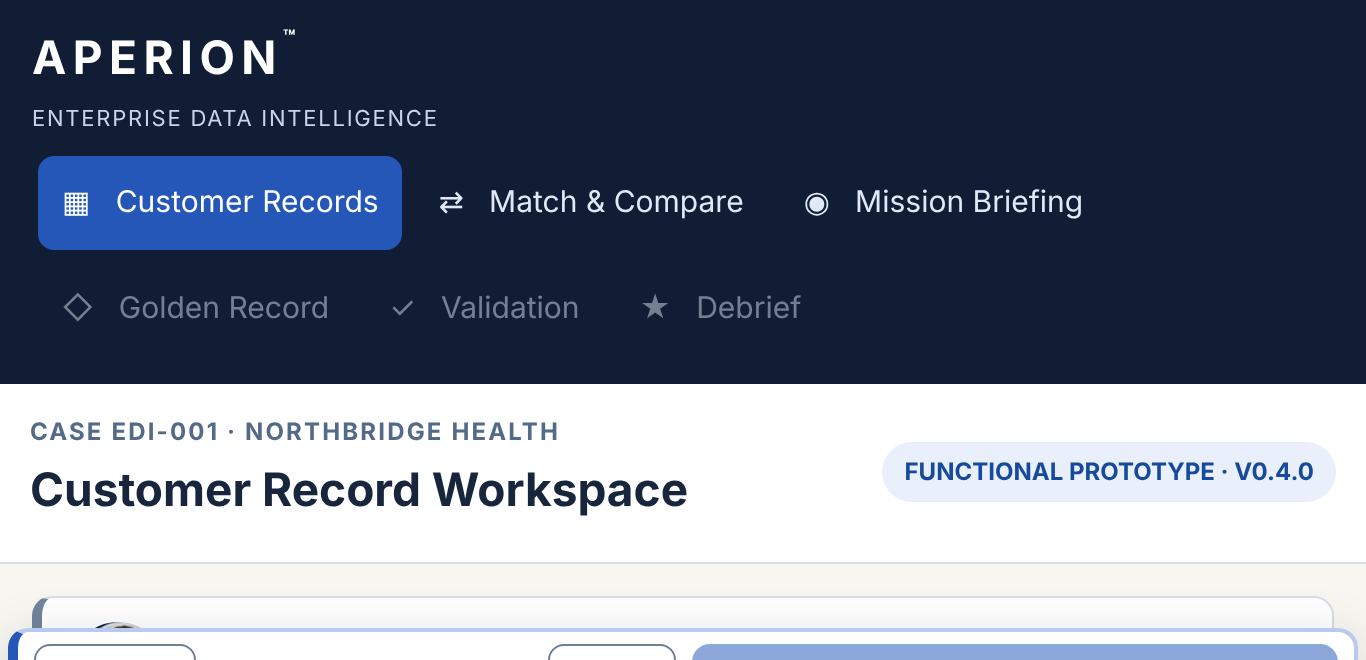 APERION™
ENTERPRISE DATA INTELLIGENCE
Customer Records
Match & Compare
Mission Briefing
Golden Record
Validation
Debrief
CASE EDI-001 · NORTHBRIDGE HEALTH
Customer Record Workspace
FUNCTIONAL PROTOTYPE · V0.4.0